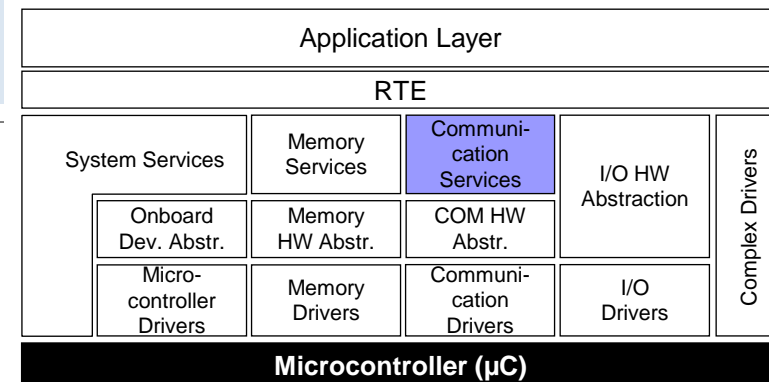 Application Layer
RTE
System Services
Memory
Services
Communi-
cation
Services
I/O HW
Abstraction
Complex Drivers
Onboard
Dev. Abstr.
Memory
HW Abstr.
COM HW
Abstr.
Micro-
controller
Drivers
Memory
Drivers
Communi-
cation
Drivers
I/O
Drivers
Microcontroller (µC)